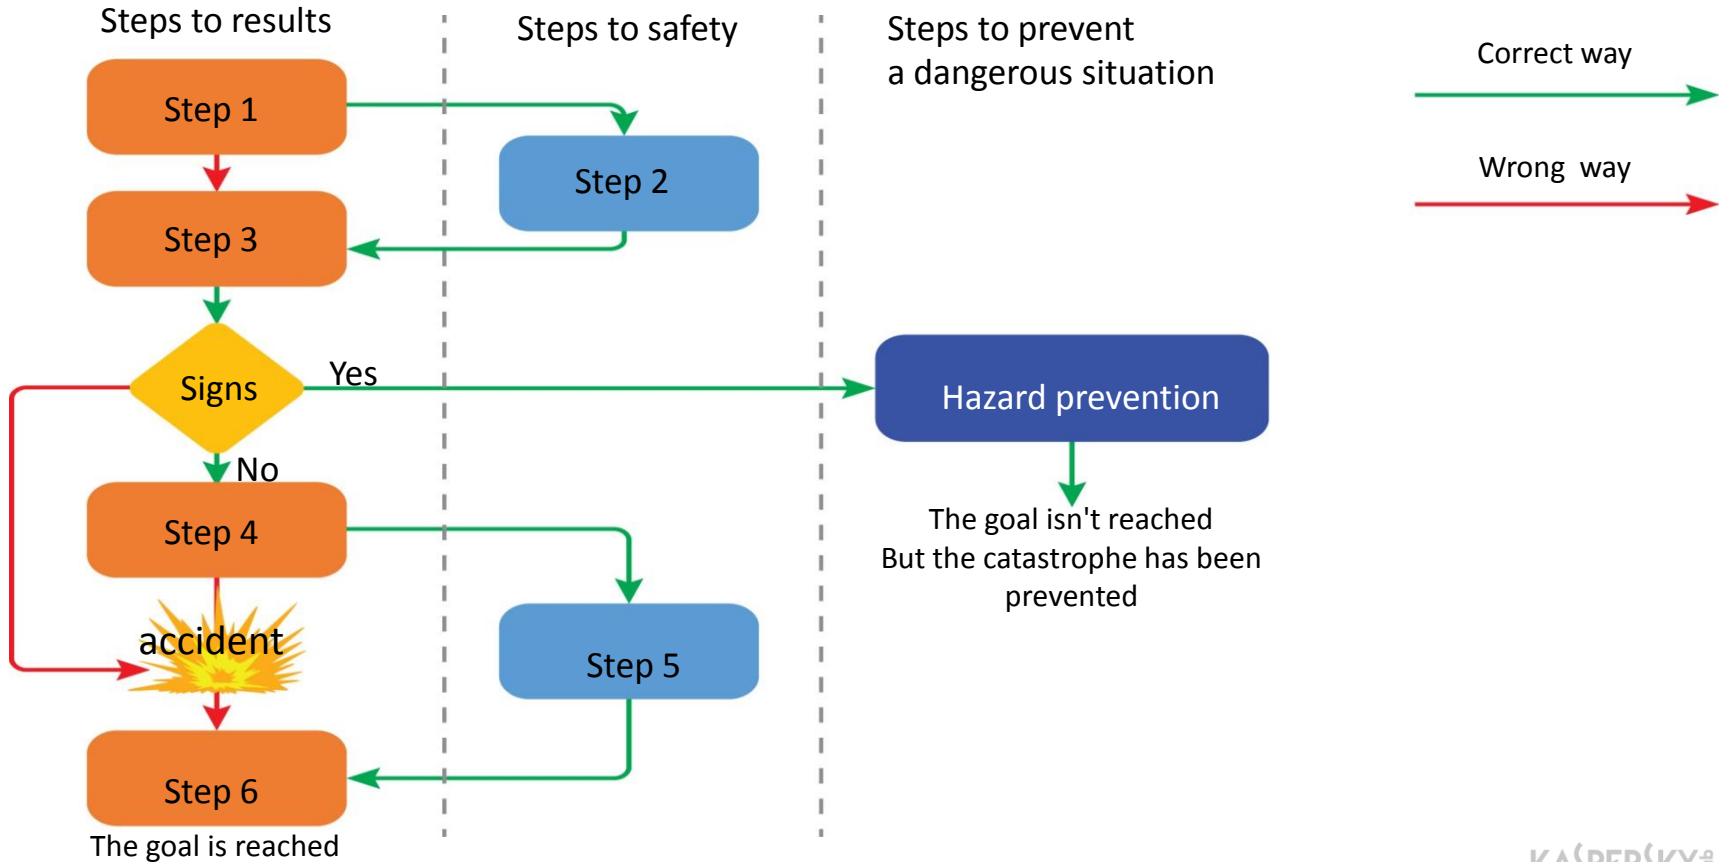 Steps to results
Steps to safety
Steps to prevent
a dangerous situation
Correct way
Wrong way
Step 1
Step 2
Step 3
Signs
Yes
No
Hazard prevention
The goal isn't reached
But the catastrophe has been
prevented
Step 4
accident
Step 5
Step 6
The goal is reached
KASPERSKY